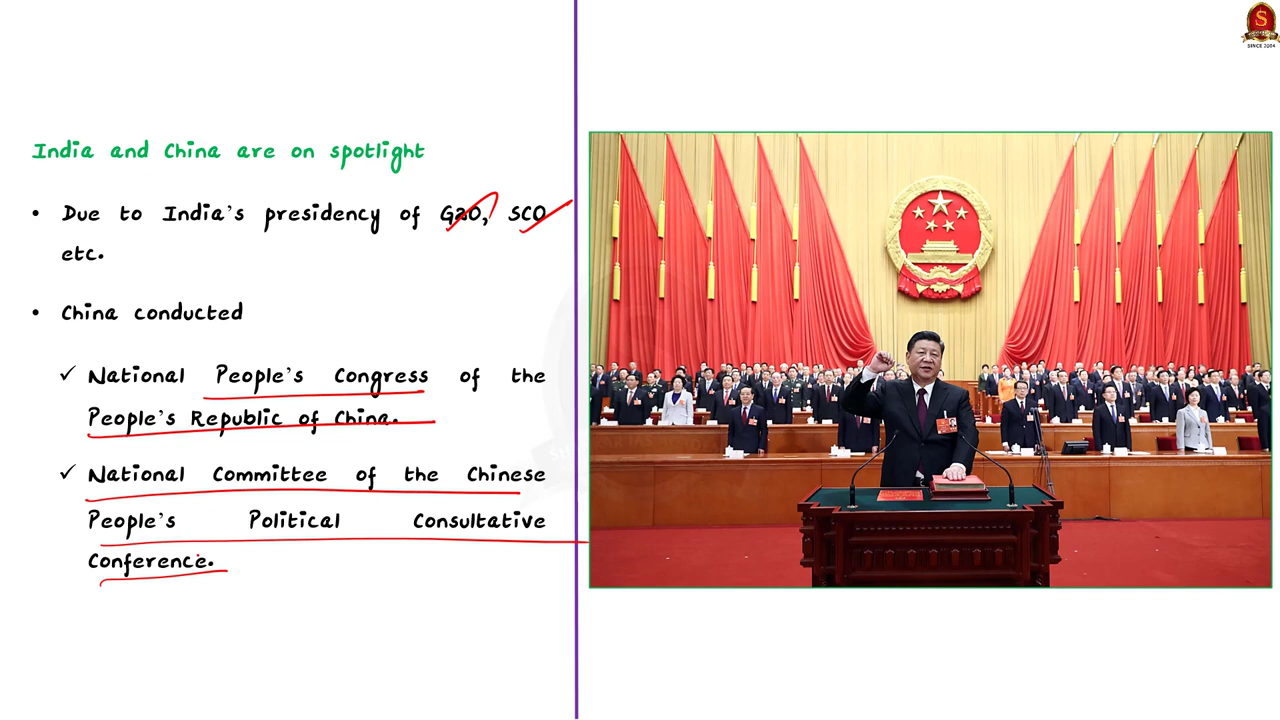 India and China are on spotlight
• Due to India's presidency of G20, SCO
etc.
• China conducted
✓ National People's Congress of the
People's Republic of China.
✓ National Committee of the Chinese
People's Political Consultative
Conference.
S
SINCE 2004